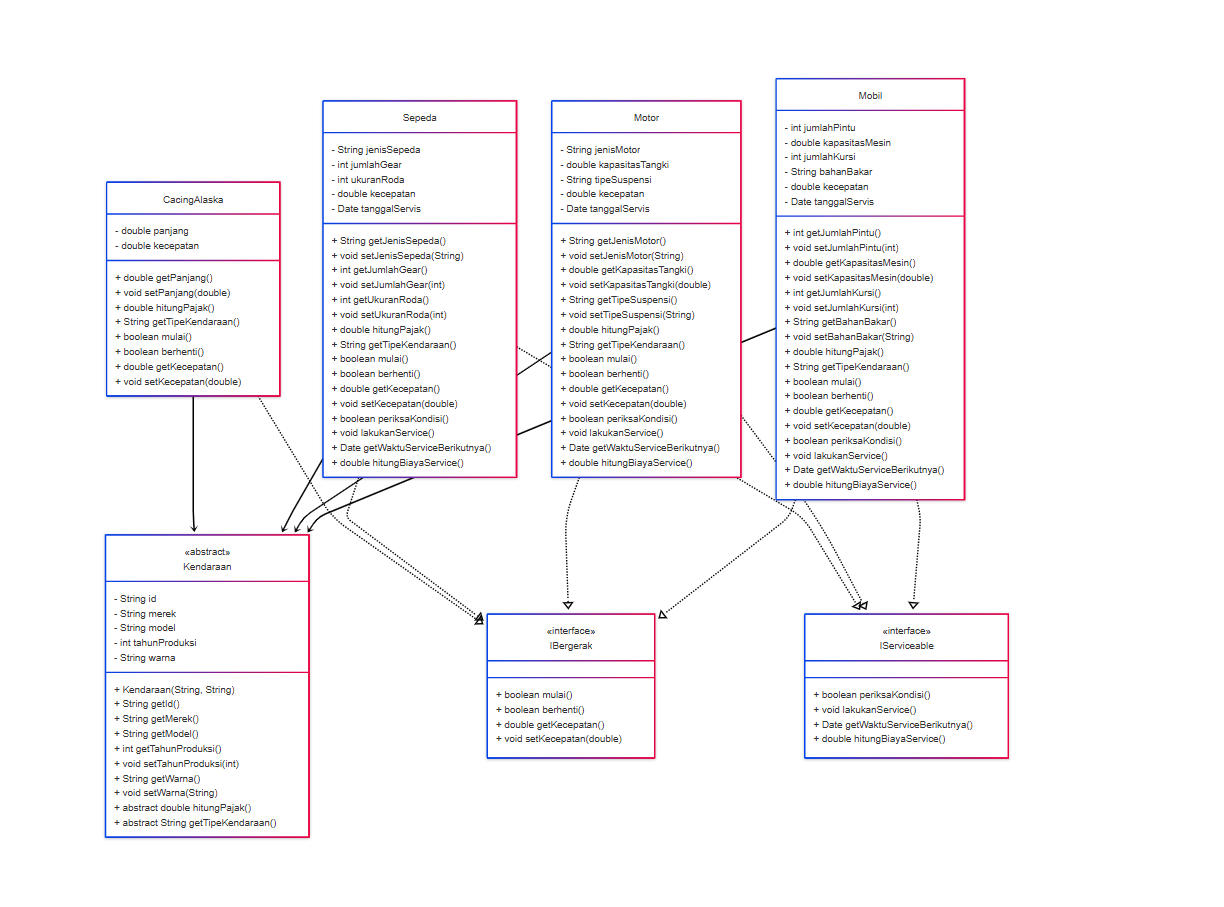 CacingAlaska
- double panjang
- double kecepatan
+ double getPanjang()
+ void setPanjang(double)
+ double hitungPajak()
+ String getTipeKendaraan()
+ boolean mulai()
+ boolean berhenti()
+ double getKecepatan()
+ void setKecepatan(double)
Sepeda
- String jenisSepeda
- int jumlahGear
- int ukuranRoda
- double kecepatan
- Date tanggalServis
+ String getJenisSepeda()
+ void setJenisSepeda(String)
+ int getJumlahGear()
+ void setJumlahGear(int)
+ int getUkuranRoda()
+ void setUkuranRoda(int)
+ double hitungPajak()
+ String getTipeKendaraan()
+ boolean mulai()
+ boolean berhenti()
+ double getKecepatan()
+ void setKecepatan(double)
+ boolean periksaKondisi()
+ void lakukanService()
+ Date getWaktuServiceBerikutnya()
+ double hitungBiayaService()
Motor
- String jenisMotor
- double kapasitasTangki
- String tipeSuspensi
- double kecepatan
- Date tanggalServis
+ String getJenisMotor()
+ void setJenisMotor(String)
+ double getKapasitasTangki()
+ void setKapasitasTangki(double)
+ String getTipeSuspensi()
+ void setTipeSuspensi(String)
+ double hitungPajak()
+ String getTipeKendaraan()
+ boolean mulai()
+ boolean berhenti()
+ double getKecepatan()
+ void setKecepatan(double)
+ boolean periksaKondisi()
+ void lakukanService()
+ Date getWaktuServiceBerikutnya()
+ double hitungBiayaService()
Mobil
- int jumlahPintu
- double kapasitasMesin
- int jumlahKursi
- String bahanBakar
- double kecepatan
- Date tanggalServis
+ int getJumlahPintu()
+ void setJumlahPintu(int)
+ double getKapasitasMesin()
+ void setKapasitasMesin(double)
+ int getJumlahKursi()
+ void setJumlahKursi(int)
+ String getBahanBakar()
+ void setBahanBakar(String)
+ double hitungPajak()
+ String getTipeKendaraan()
+ boolean mulai()
+ boolean berhenti()
+ double getKecepatan()
+ void setKecepatan(double)
+ boolean periksaKondisi()
+ void lakukanService()
+ Date getWaktuServiceBerikutnya()
+ double hitungBiayaService()
«abstract»
Kendaraan
- String id
- String merek
- String model
- int tahunProduksi
- String warna
+ Kendaraan(String, String)
+ String getId()
+ String getMerek()
+ String getModel()
+ int getTahunProduksi()
+ void setTahunProduksi(int)
+ String getWarna()
+ void setWarna(String)
+ abstract double hitungPajak()
+ abstract String getTipeKendaraan()
«interface»
IBergerak
+ boolean mulai()
+ boolean berhenti()
+ double getKecepatan()
+ void setKecepatan(double)
«interface»
IServiceable
+ boolean periksaKondisi()
+ void lakukanService()
+ Date getWaktuServiceBerikutnya()
+ double hitungBiayaService()